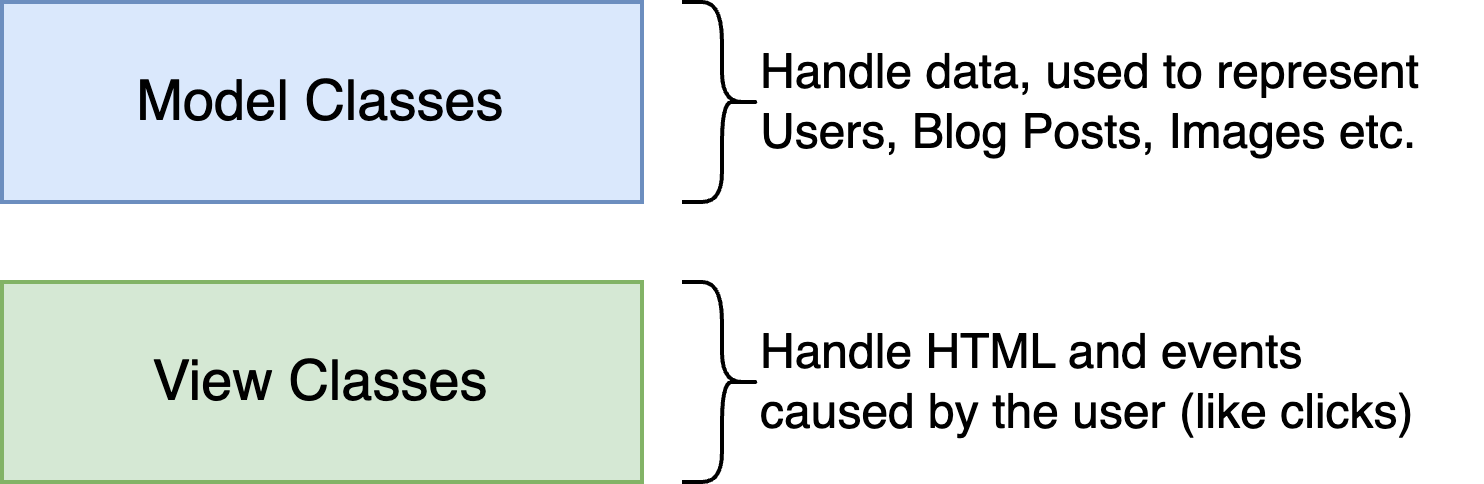 Model Classes
Handle data, used to represent
Users, Blog Posts, Images etc.
View Classes
Handle HTML and events
caused by the user (like clicks)